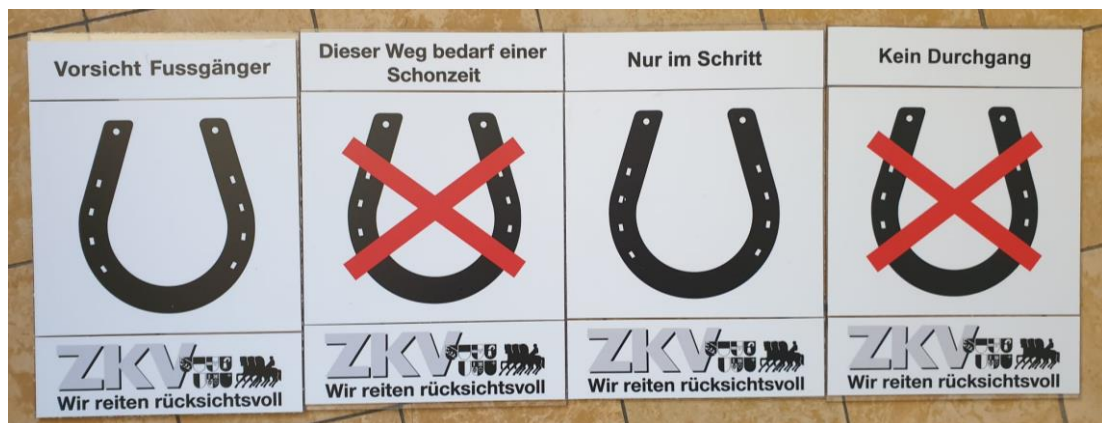 Vorsicht Fussgänger
ZKV
Wir reiten rücksichtsvoll
Dieser Weg bedarf einer
Schonzeit
ZKV
Wir reiten rücksichtsvoll
Nur im Schritt
ZKV
Wir reiten rücksichtsvoll
Kein Durchgang
ZKV
Wir reiten rücksichtsvoll